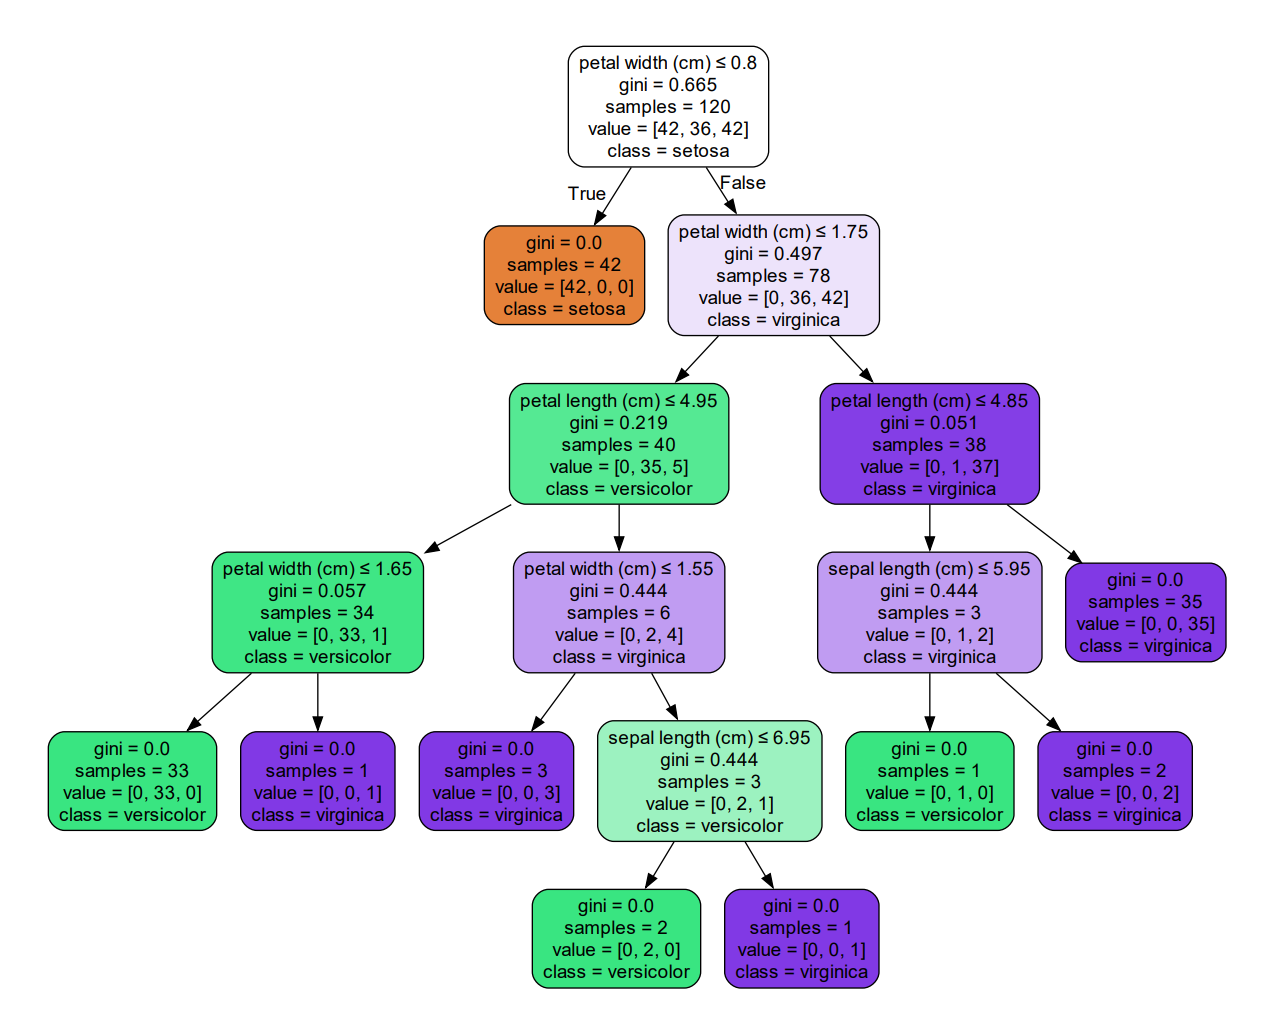 petal width (cm) ≤ 0.8
gini = 0.665
samples = 120
value = [42, 36, 42]
class = setosa
True
False
gini = 0.0
samples = 42
value = [42, 0, 0]
class = setosa
petal width (cm) ≤ 1.75
gini = 0.497
samples = 78
value = [0, 36, 42]
class = virginica
petal length (cm) ≤ 4.95
gini = 0.219
samples = 40
value = [0, 35, 5]
class = versicolor
petal length (cm) ≤ 4.85
gini = 0.051
samples = 38
value = [0, 1, 37]
class = virginica
petal width (cm) ≤ 1.65
gini = 0.057
samples = 34
value = [0, 33, 1]
class = versicolor
petal width (cm) ≤ 1.55
gini = 0.444
samples = 6
value = [0, 2, 4]
class = virginica
sepal length (cm) ≤ 5.95
gini = 0.444
samples = 3
value = [0, 1, 2]
class = virginica
gini = 0.0
samples = 35
value = [0, 0, 35]
class = virginica
gini = 0.0
samples = 33
value = [0, 33, 0]
class = versicolor
gini = 0.0
samples = 1
value = [0, 0, 1]
class = virginica
gini = 0.0
samples = 3
value = [0, 0, 3]
class = virginica
sepal length (cm) ≤ 6.95
gini = 0.444
samples = 3
value = [0, 2, 1]
class = versicolor
gini = 0.0
samples = 1
value = [0, 1, 0]
class = versicolor
gini = 0.0
samples = 2
value = [0, 0, 2]
class = virginica
gini = 0.0
samples = 2
value = [0, 2, 0]
class = versicolor
gini = 0.0
samples = 1
value = [0, 0, 1]
class = virginica